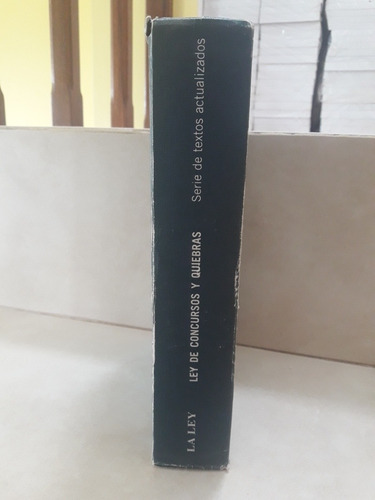 LA LEY
LEY DE CONCURSOS Y QUIEBRAS
Serie de textos actualizados